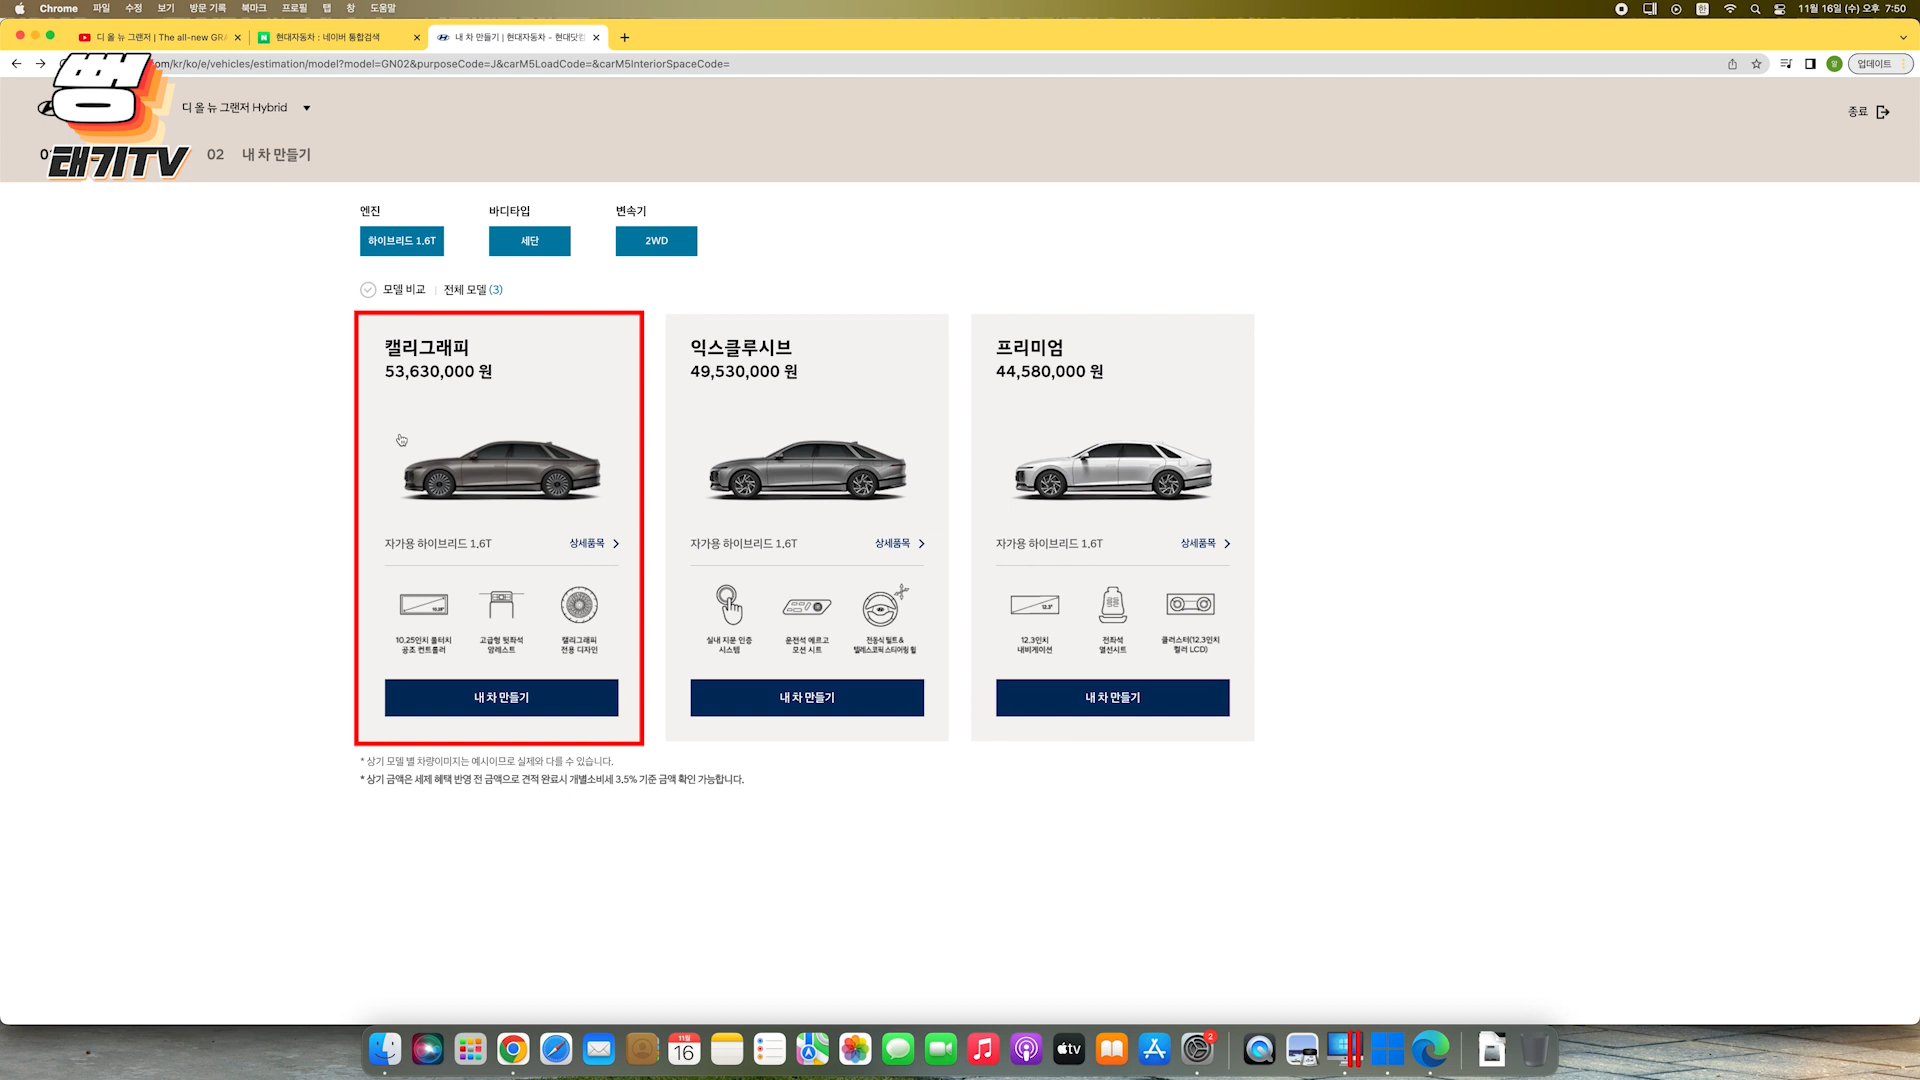 Chrome 파일 수정 보기 방문 기록 북마크 프로필 탭 창 도움말
한 11월 16일 (수) 오후 7:50
디 올 뉴 그랜저 | The all-new GRA
N 현대자동차 : 네이버 통합검색
내 차 만들기 | 현대자동차 - 현대닷컴
om/kr/ko/e/vehicles/estimation/model?model=GN02&purposeCode=J&carM5LoadCode=&carM5InteriorSpaceCode=
업데이트
디 올 뉴 그랜저 Hybrid
종료
태끼TV
02 내 차 만들기
엔진 바디타입 변속기
하이브리드 1.6T 세단 2WD
모델 비교 | 전체 모델 (3)
캘리그래피
53,630,000 원
자가용 하이브리드 1.6T 상세품목
10.25"
10.25인치 풀터치
공조 컨트롤러
고급형 뒷좌석
암레스트
캘리그래피
전용 디자인
내 차 만들기
익스클루시브
49,530,000 원
자가용 하이브리드 1.6T 상세품목
실내 지문 인증
시스템
운전석 에르고
모션 시트
전동식 틸트&
텔레스코픽 스티어링 휠
내 차 만들기
프리미엄
44,580,000 원
자가용 하이브리드 1.6T 상세품목
12.3"
12.3인치
내비게이션
전좌석
열선시트
클러스터(12.3인치
컬러 LCD)
내 차 만들기
* 상기 모델 별 차량이미지는 예시이므로 실제와 다를 수 있습니다.
* 상기 금액은 세제 혜택 반영 전 금액으로 견적 완료시 개별소비세 3.5% 기준 금액 확인 가능합니다.
11월
16
tv
2